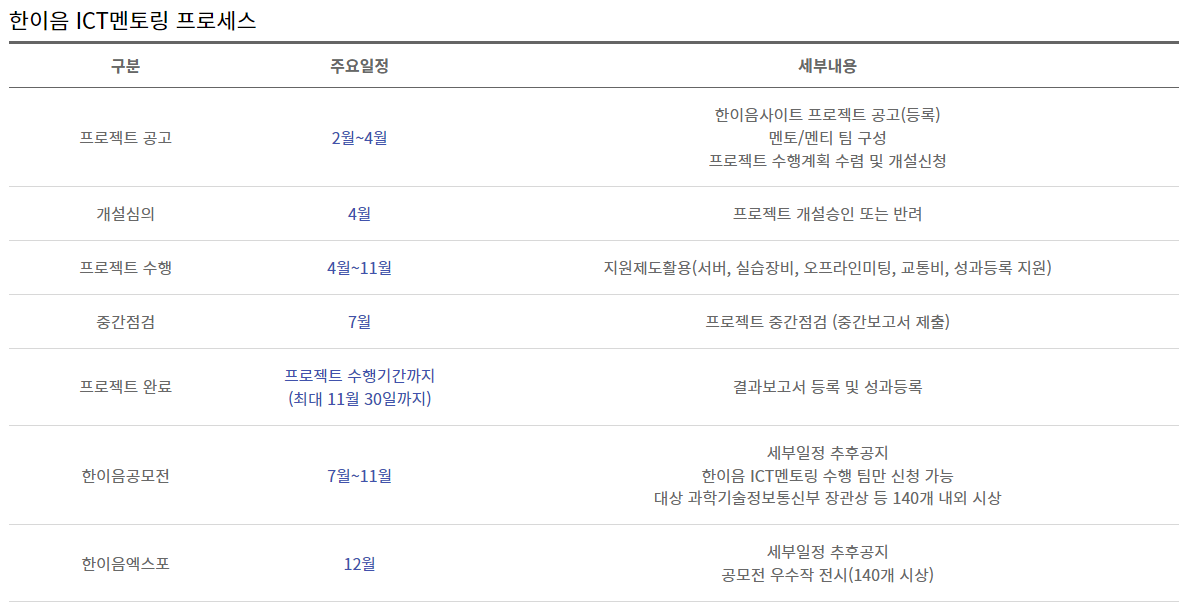 한이음 ICT멘토링 프로세스
구분 주요일정 세부내용
프로젝트 공고 2월~4월 한이음사이트 프로젝트 공고(등록)
멘토/멘티 팀 구성
프로젝트 수행계획 수렴 및 개설신청
개설심의 4월 프로젝트 개설승인 또는 반려
프로젝트 수행 4월~11월 지원제도활용(서버, 실습장비, 오프라인미팅, 교통비, 성과등록 지원)
중간점검 7월 프로젝트 중간점검 (중간보고서 제출)
프로젝트 완료 프로젝트 수행기간까지
(최대 11월 30일까지) 결과보고서 등록 및 성과등록
한이음공모전 7월~11월 세부일정 추후공지
한이음 ICT멘토링 수행 팀만 신청 가능
대상 과학기술정보통신부 장관상 등 140개 내외 시상
한이음엑스포 12월 세부일정 추후공지
공모전 우수작 전시(140개 시상)